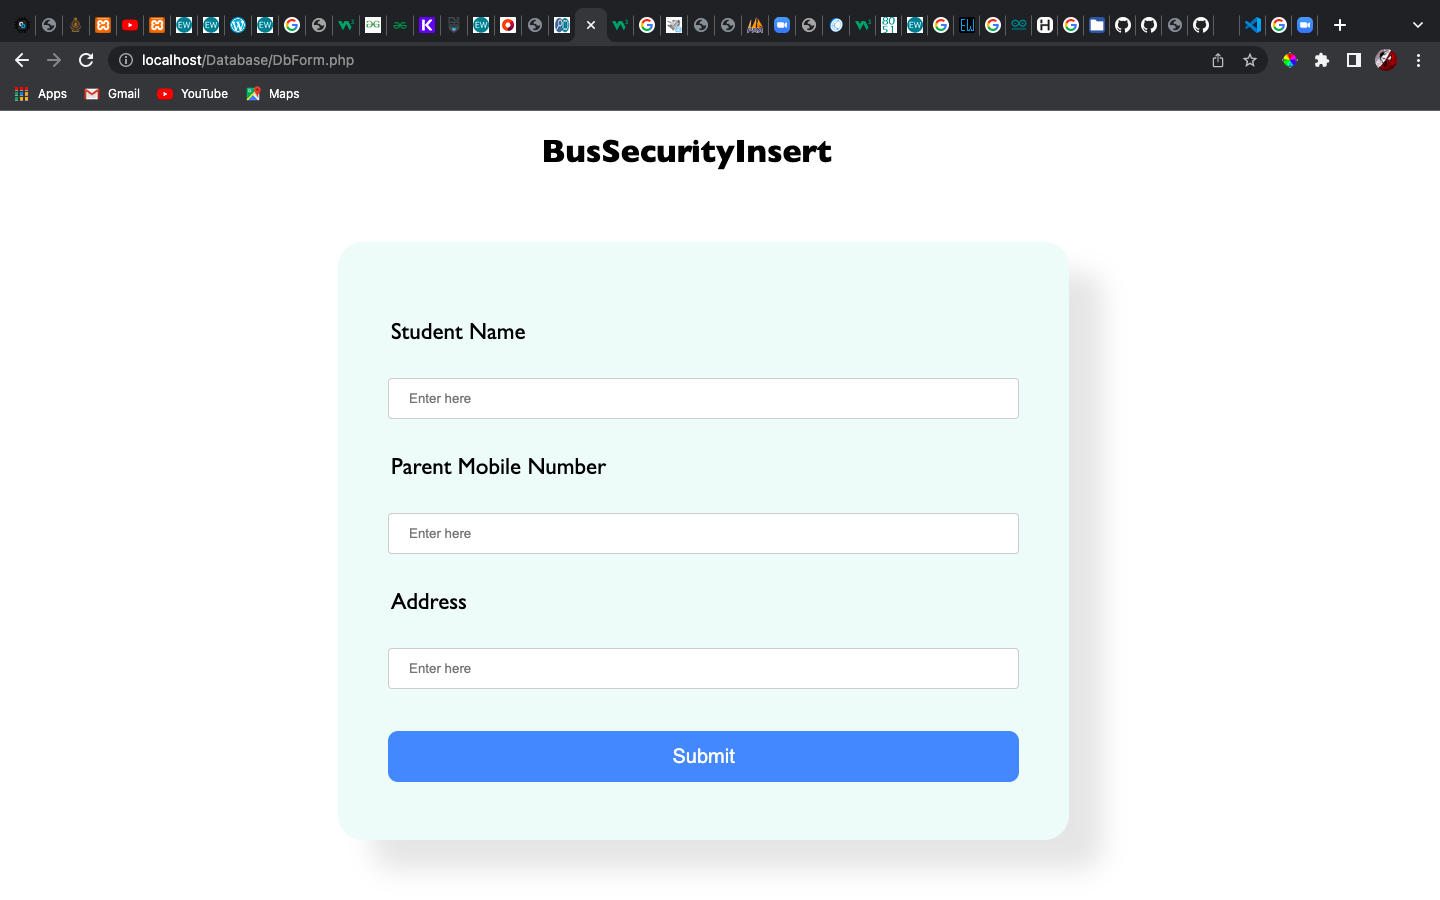 localhost/Database/DbForm.php
Apps Gmail YouTube Maps
BusSecurityInsert
Student Name
Enter here
Parent Mobile Number
Enter here
Address
Enter here
Submit